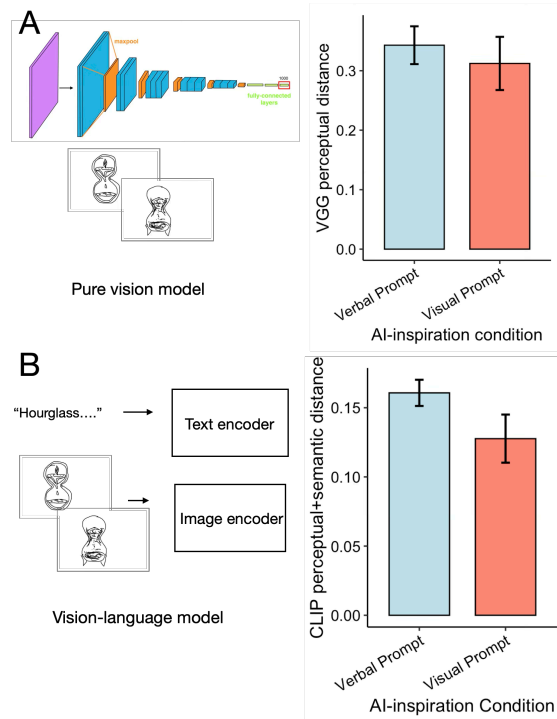 A
maxpool
1000
fully-connected
layers
Pure vision model
VGG perceptual distance
0.3
0.2
0.1
0.0
Verbal Prompt
Visual Prompt
AI-inspiration condition
B
“Hourglass....”
Text encoder
Image encoder
Vision-language model
CLIP perceptual+semantic distance
0.15
0.10
0.05
0.00
Verbal Prompt
Visual Prompt
AI-inspiration Condition